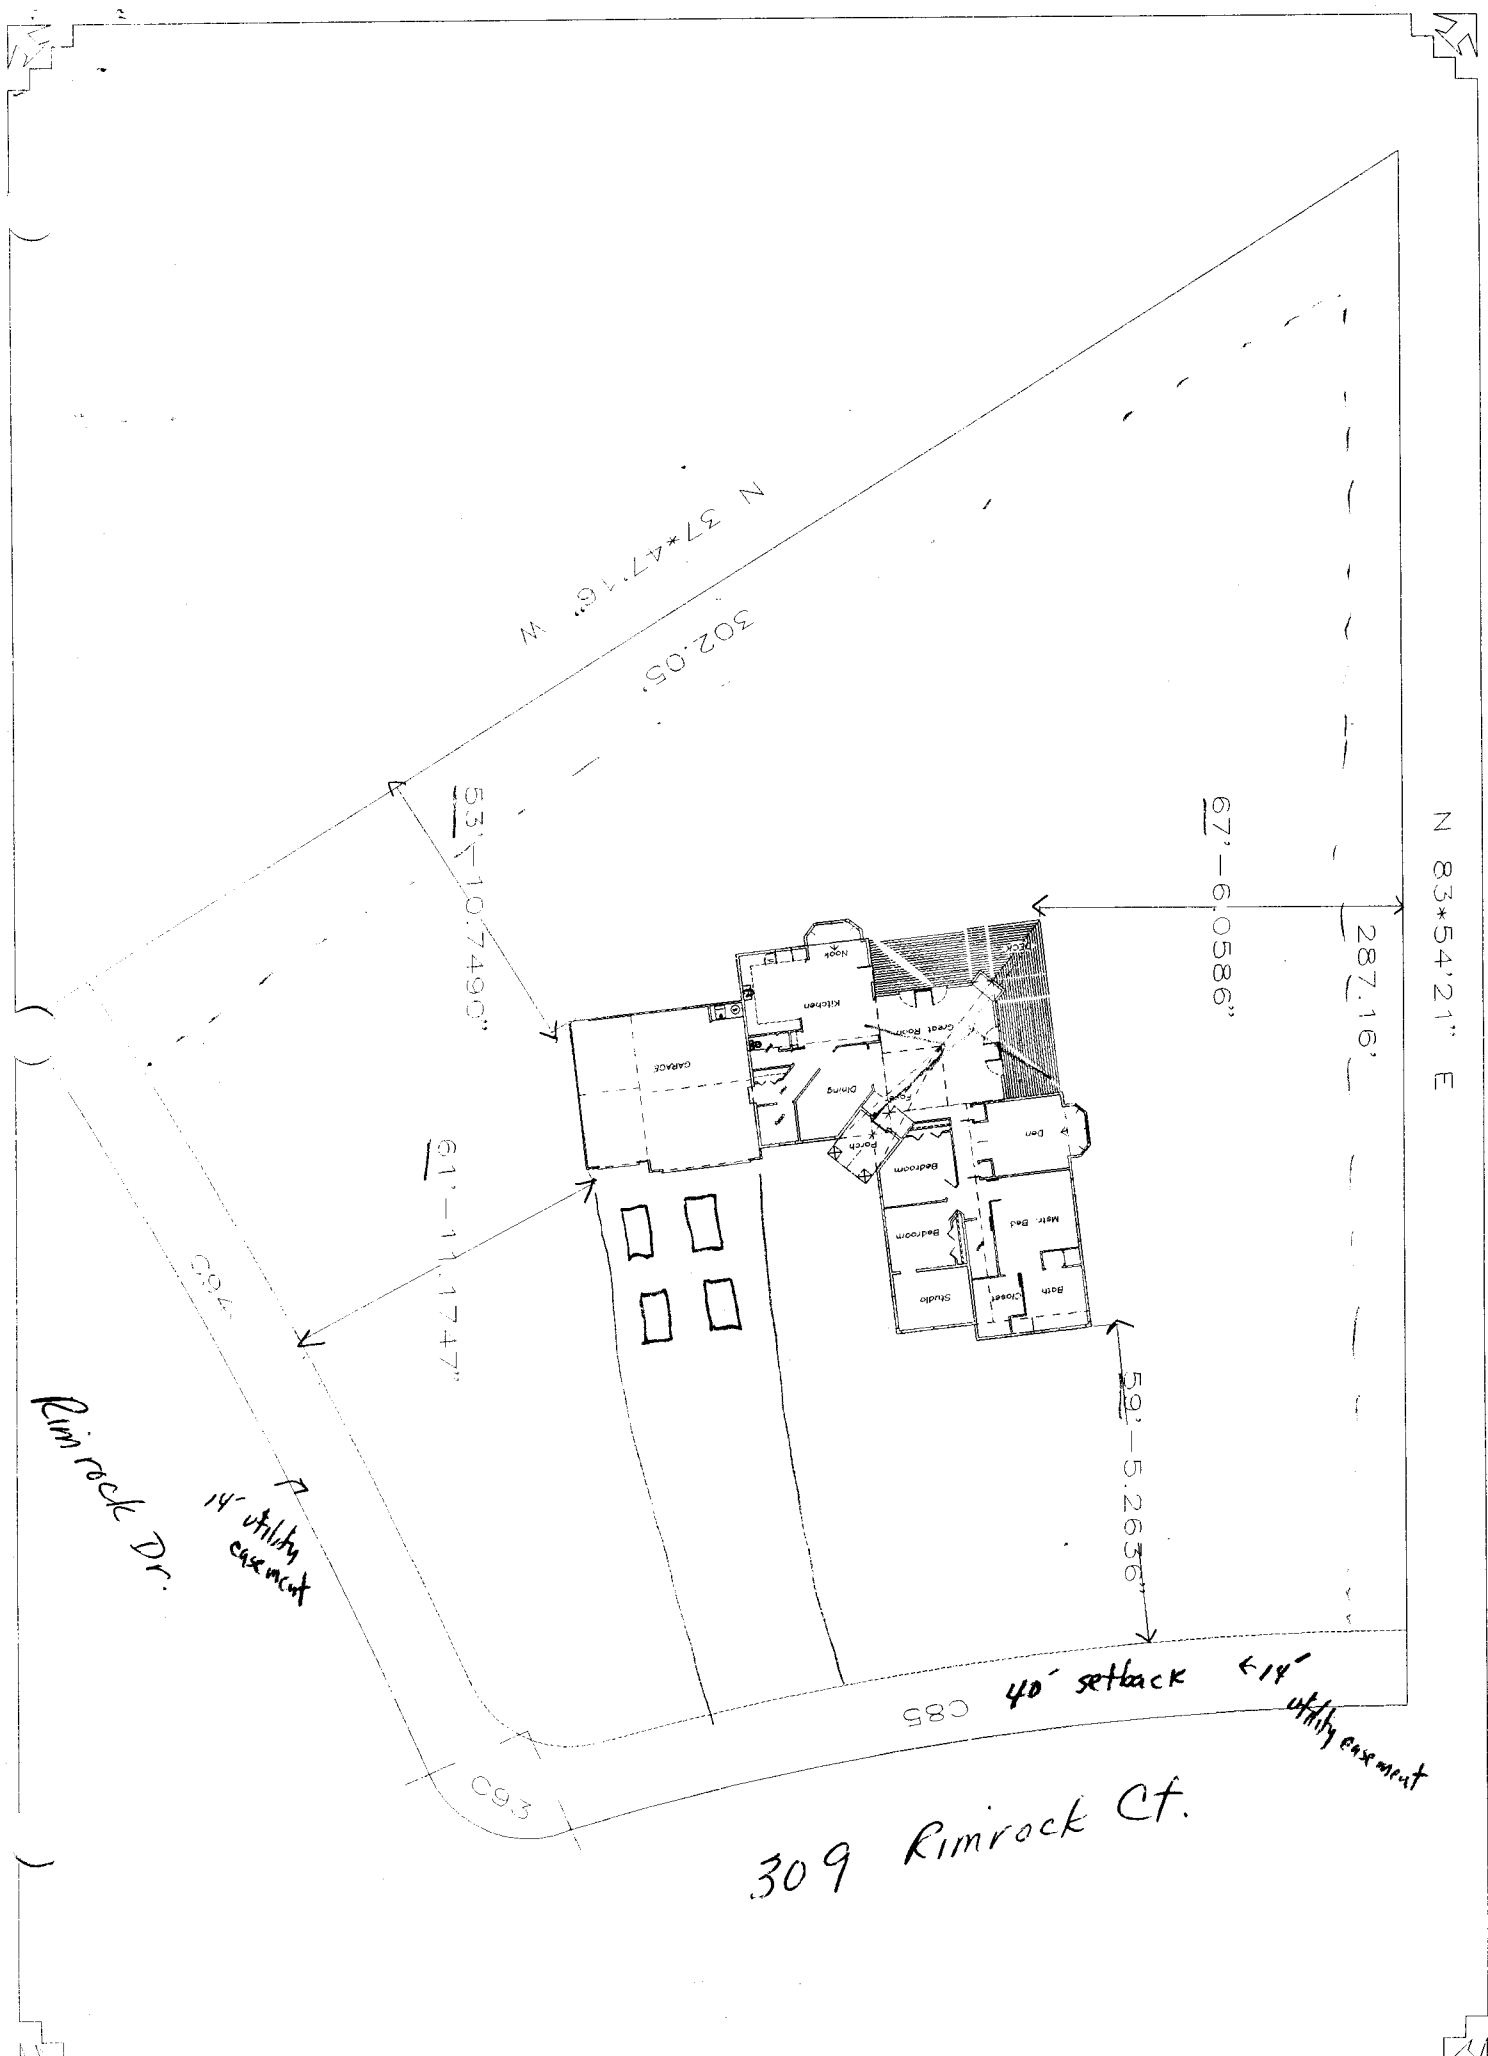 N 83*54'21" E
287.16'
67'-6.0586"
N 37*47'16" W
302.05'
53'-10.7490"
61'-11.1747"
59'-5.2636"
DECK
Nook
Kitchen
Great Room
GARAGE
Dining
Porch
Den
Bedroom
Bedroom
Mstr. Bed
Studio
Closet
Bath
C94
Rimrock Dr.
14' utility
easement
40' setback
←14'
utility easement
C85
C93
309 Rimrock Ct.